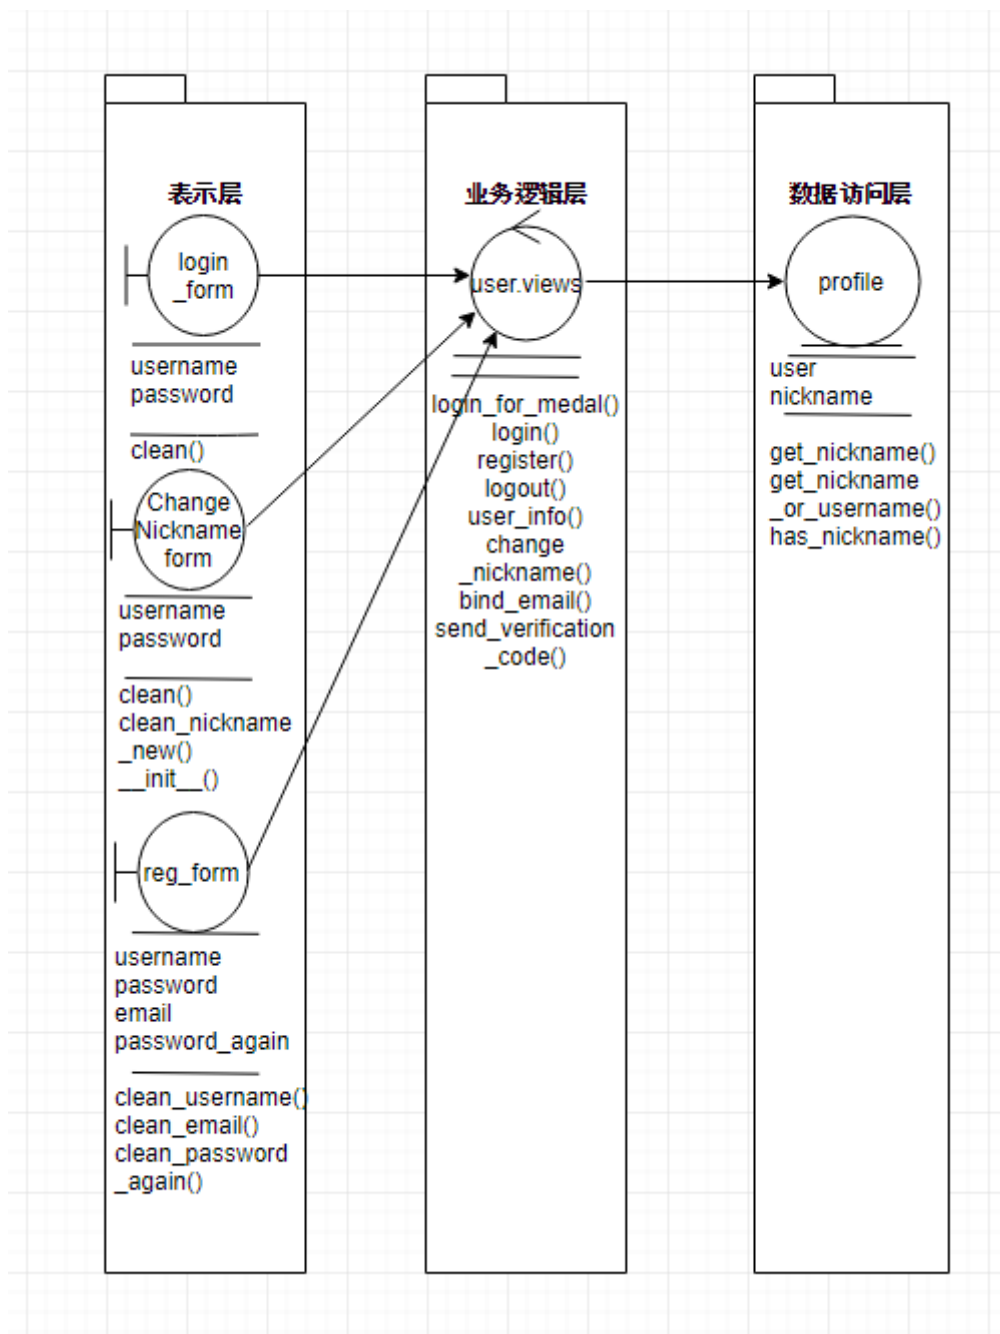 表示层
login
_form
username
password
clean()
Change
Nickname
form
username
password
clean()
clean_nickname
_new()
__init__()
reg_form
username
password
email
password_again
clean_username()
clean_email()
clean_password
_again()
业务逻辑层
user.views
login_for_medal()
login()
register()
logout()
user_info()
change
_nickname()
bind_email()
send_verification
_code()
数据访问层
profile
user
nickname
get_nickname()
get_nickname
_or_username()
has_nickname()